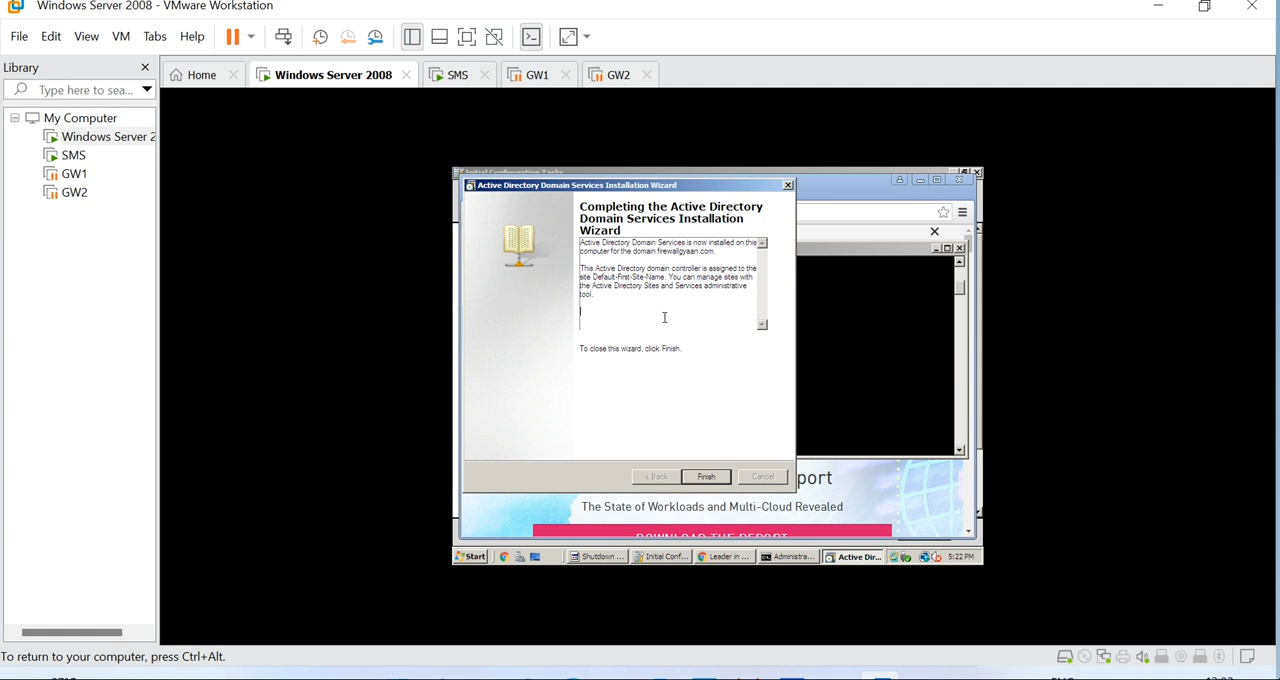 Windows Server 2008 - VMware Workstation
File Edit View VM Tabs Help
Library
Type here to sea...
Home
Windows Server 2008
SMS
GW1
GW2
My Computer
Windows Server 2
SMS
GW1
GW2
Initial Configuration Tasks
Active Directory Domain Services Installation Wizard
Completing the Active Directory
Domain Services Installation
Wizard
Active Directory Domain Services is now installed on this
computer for the domain firewallgyaan.com.
This Active Directory domain controller is assigned to the
site Default-First-Site-Name. You can manage sites with
the Active Directory Sites and Services administrative
tool.
To close this wizard, click Finish.
< Back Finish Cancel
port
The State of Workloads and Multi-Cloud Revealed
DOWNLOAD THE REPORT
Start Shutdown ... Initial Conf... Leader in ... Administra... Active Dir... 5:22 PM
To return to your computer, press Ctrl+Alt.